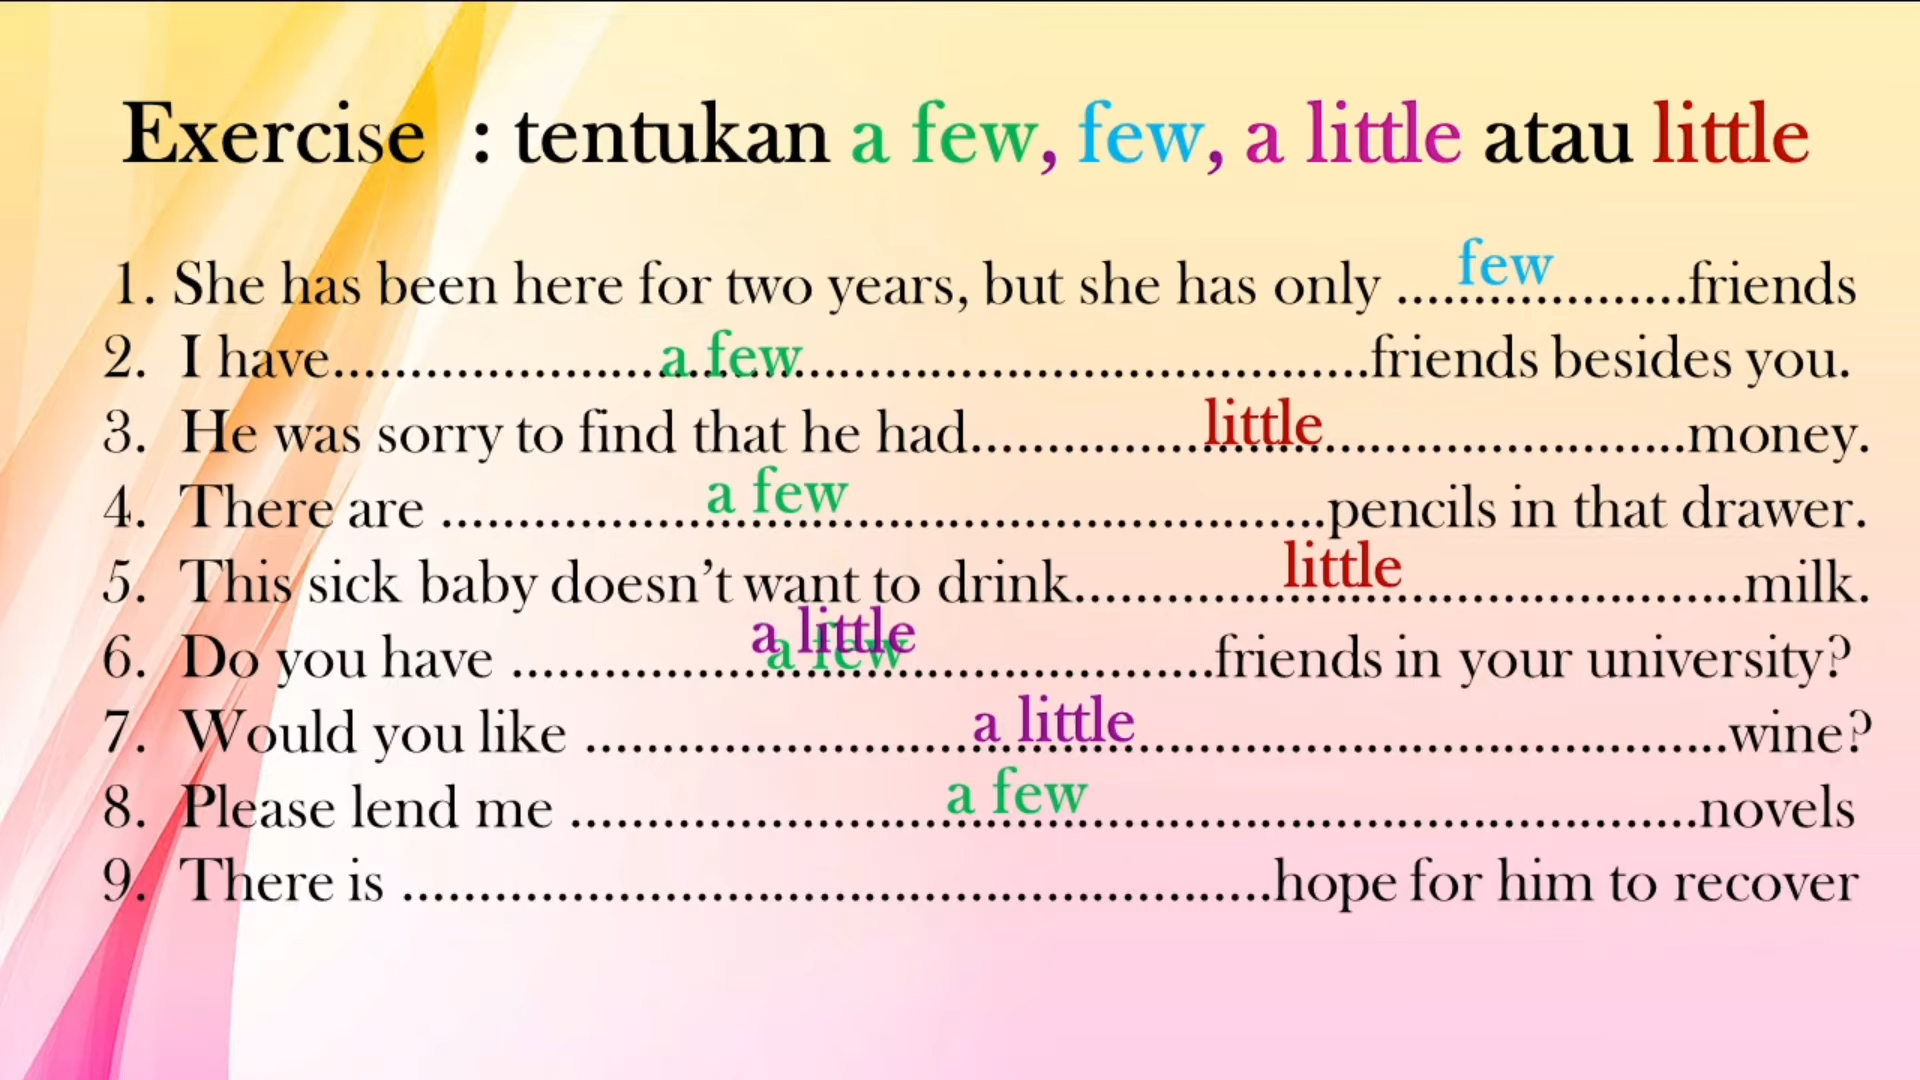 Exercise : tentukan a few, few, a little atau little
1. She has been here for two years, but she has only ...................friends few
2. I have....................................................................friends besides you. a few
3. He was sorry to find that he had...............................................money. little
4. There are ..........................................................pencils in that drawer. a few
5. This sick baby doesn't want to drink............................................milk. little
6. Do you have ..............................................friends in your university? a little a few
7. Would you like ...........................................................................wine? a little
8. Please lend me ..........................................................................novels a few
9. There is .........................................................hope for him to recover